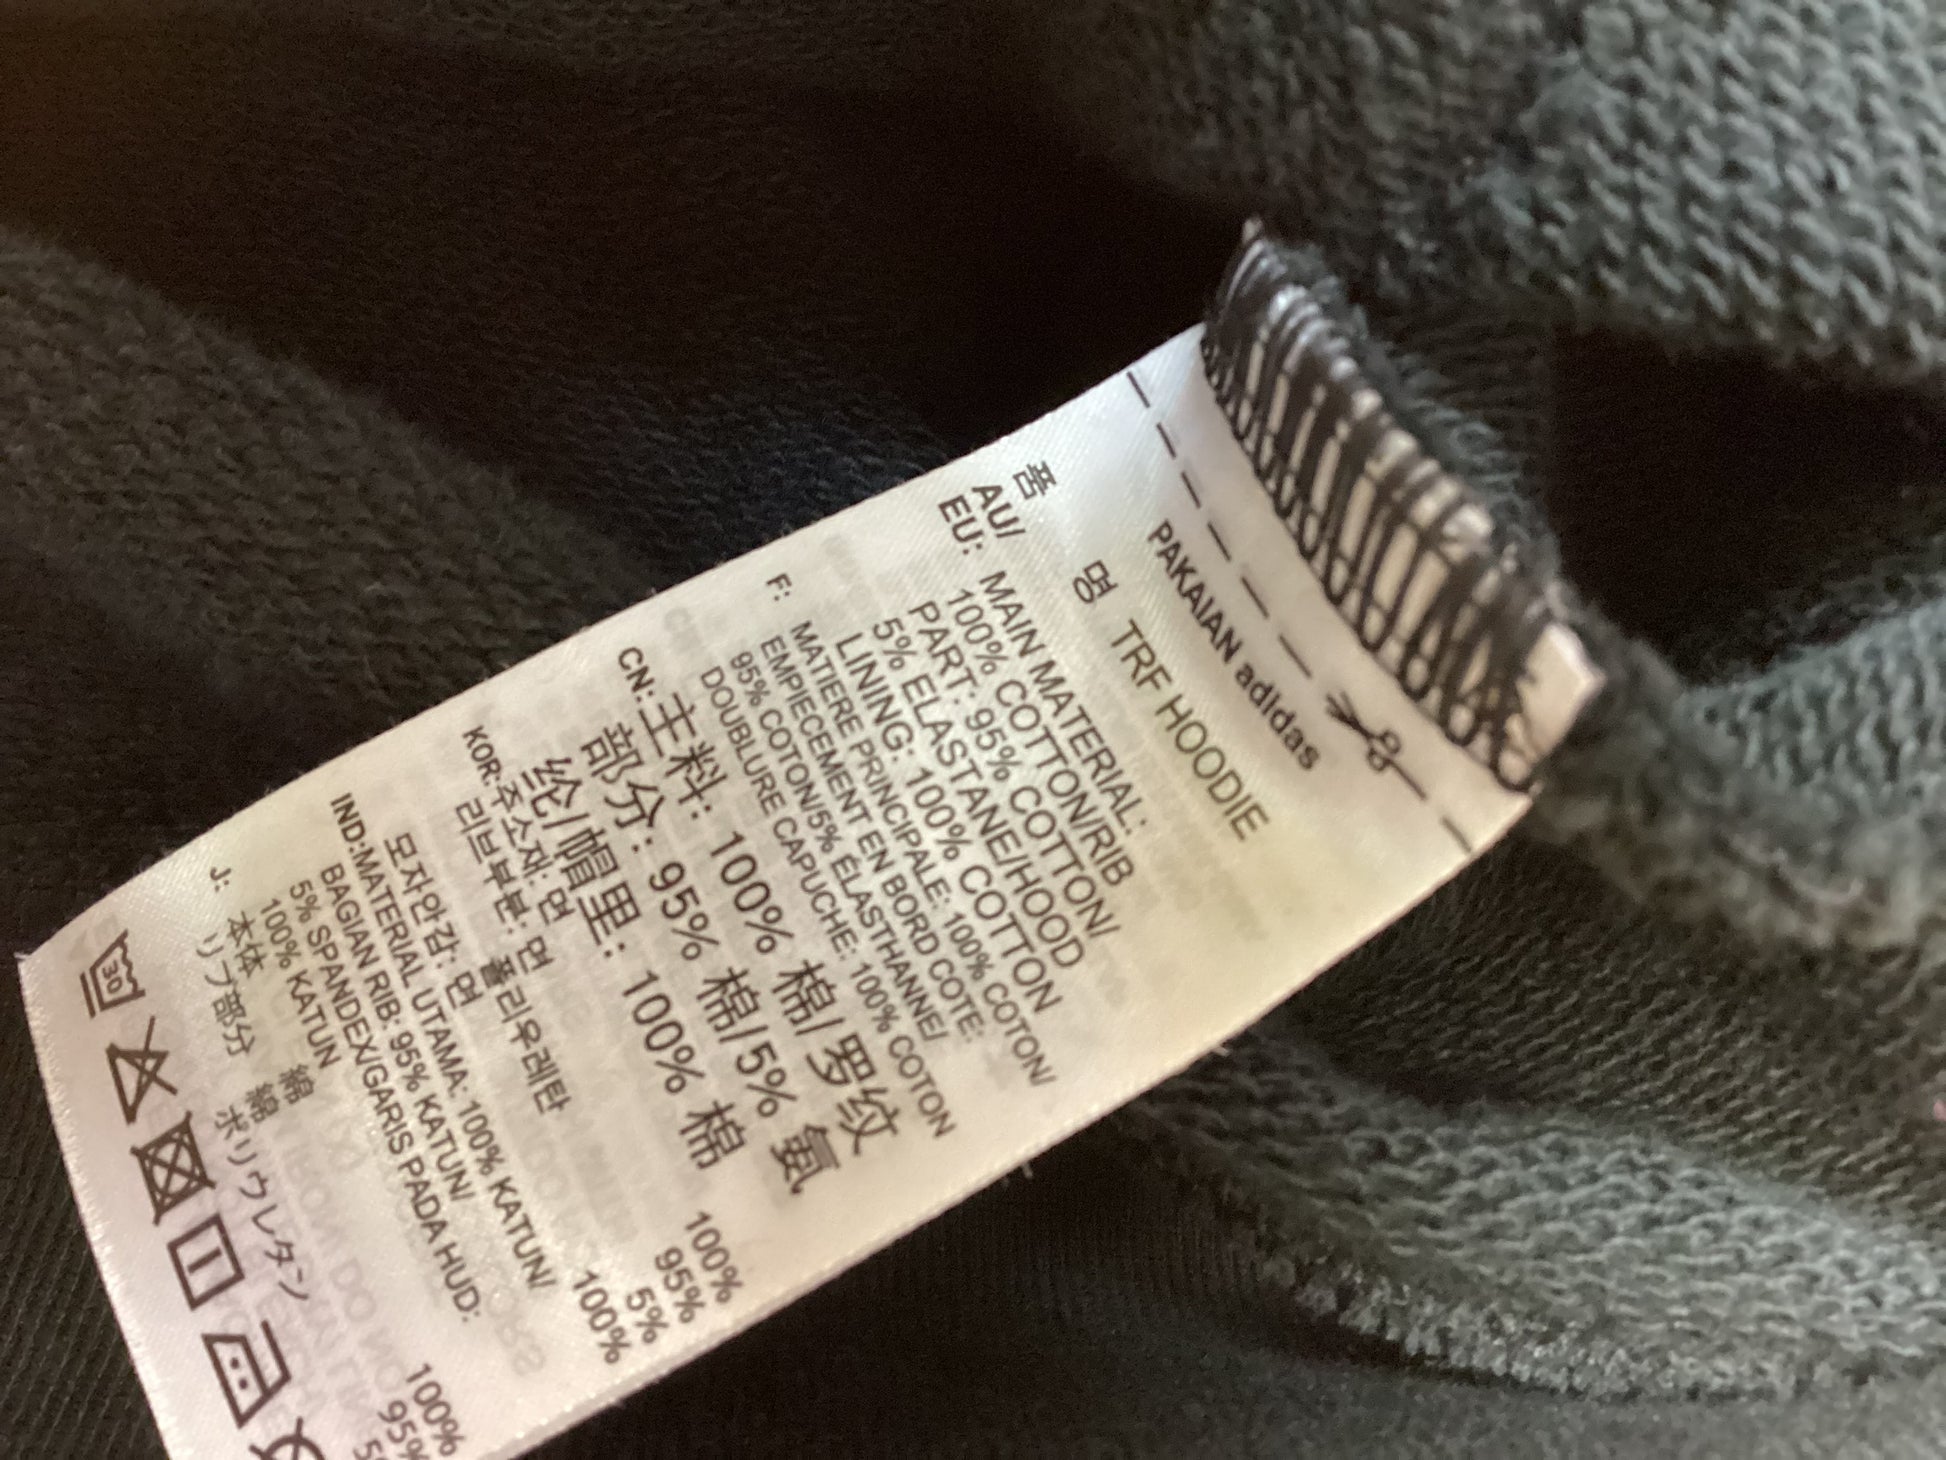 PAKAIAN adidas
품 명 TRF HOODIE
AU/
EU: MAIN MATERIAL:
100% COTTON/RIB
PART: 95% COTTON/
5% ELASTANE/HOOD
LINING: 100% COTTON
F: MATIERE PRINCIPALE: 100% COTON/
EMPIECEMENT EN BORD COTE:
95% COTON/5% ÉLASTHANNE/
DOUBLURE CAPUCHE: 100% COTON
CN: 主料: 100% 棉/罗纹
部分: 95% 棉/5% 氨
纶/帽里: 100% 棉
KOR: 주소재: 면 100%
리브부분: 면 95%
폴리우레탄 5%
모자안감: 면 100%
IND:MATERIAL UTAMA: 100% KATUN/
BAGIAN RIB: 95% KATUN/
5% SPANDEX/GARIS PADA HUD:
100% KATUN
J: 本体 綿 100%
リブ部分 綿 95%
ポリウレタン
30